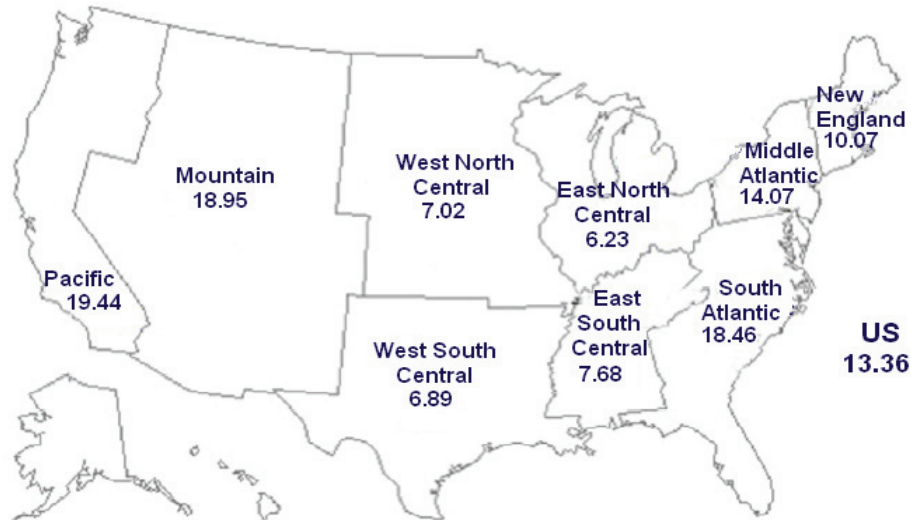 New
England
10.07
Middle
Atlantic
14.07
West North
Central
7.02
East North
Central
6.23
Mountain
18.95
Pacific
19.44
East
South
Central
7.68
South
Atlantic
18.46
US
13.36
West South
Central
6.89